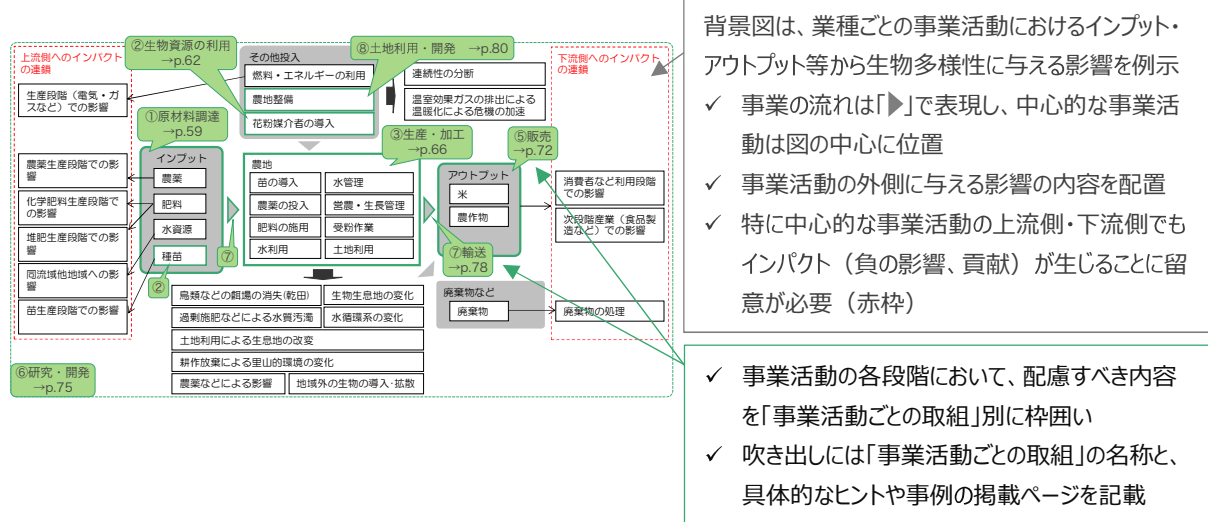 ②生物資源の利用
→p.62
⑧土地利用・開発　→p.80
上流側へのインパクト
の連鎖
その他投入
下流側へのインパクト
の連鎖
燃料・エネルギーの利用
農地整備
花粉媒介者の導入
連続性の分断
温室効果ガスの排出による
温暖化による危機の加速
生産段階（電気・ガ
スなど）での影響
①原材料調達
→p.59
③生産・加工
→p.66
⑤販売
→p.72
農薬生産段階での影
響
化学肥料生産段階で
の影響
堆肥生産段階での影
響
同流域他地域への影
響
苗生産段階での影響
インプット
農薬
肥料
水資源
種苗
②
⑦
農地
苗の導入
水管理
農薬の投入
営農・生長管理
肥料の施用
受粉作業
水利用
土地利用
アウトプット
米
農作物
消費者など利用段階
での影響
次段階産業（食品製
造など）での影響
⑦輸送
→p.78
鳥類などの餌場の消失(乾田)
生物生息地の変化
過剰施肥などによる水質汚濁
水循環系の変化
土地利用による生息地の改変
耕作放棄による里山的環境の変化
農薬などによる影響
地域外の生物の導入･拡散
廃棄物など
廃棄物
廃棄物の処理
⑥研究・開発
→p.75
背景図は、業種ごとの事業活動におけるインプット・
アウトプット等から生物多様性に与える影響を例示
✓ 事業の流れは「▶」で表現し、中心的な事業活
動は図の中心に位置
✓ 事業活動の外側に与える影響の内容を配置
✓ 特に中心的な事業活動の上流側・下流側でも
インパクト（負の影響、貢献）が生じることに留
意が必要（赤枠）
✓ 事業活動の各段階において、配慮すべき内容
を「事業活動ごとの取組」別に枠囲い
✓ 吹き出しには「事業活動ごとの取組」の名称と、
具体的なヒントや事例の掲載ページを記載